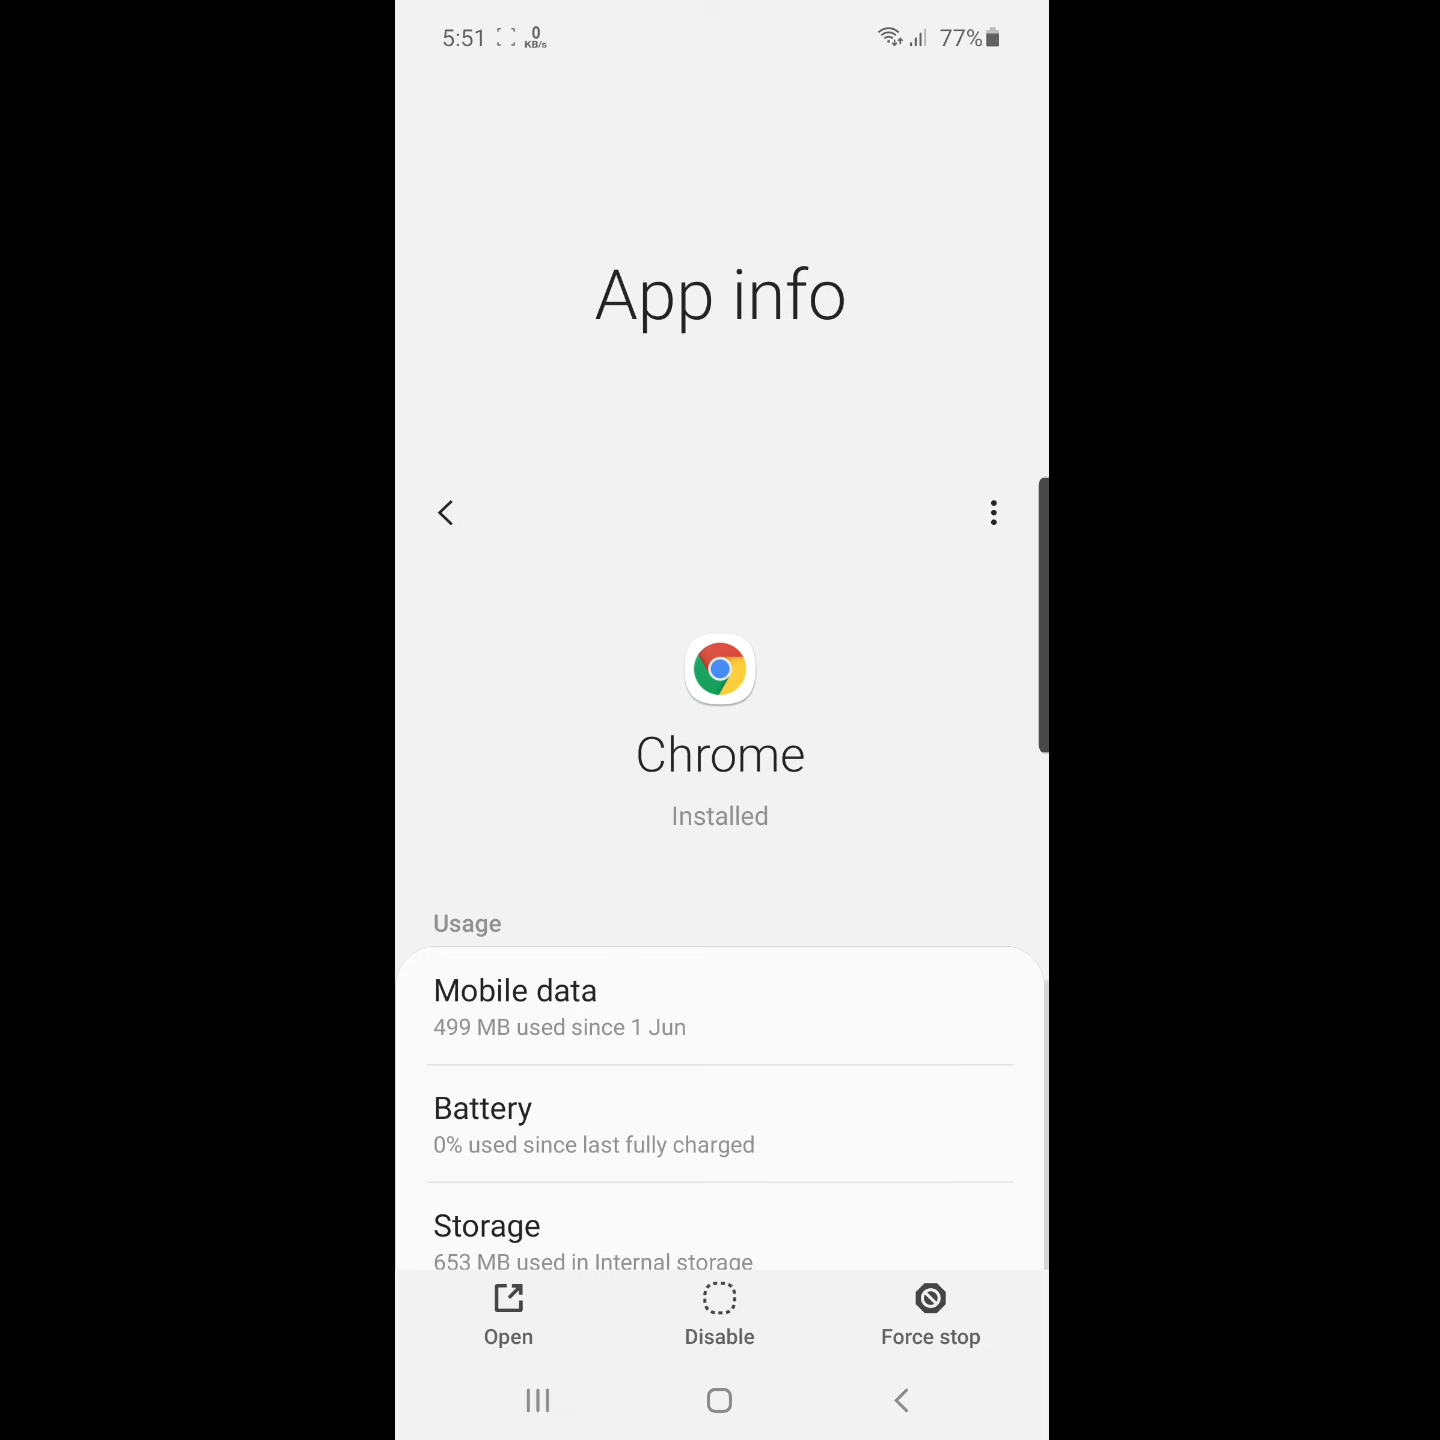 5:51 0 KB/s 77%
App info
Chrome
Installed
Usage
Mobile data
499 MB used since 1 Jun
Battery
0% used since last fully charged
Storage
653 MB used in Internal storage
Open Disable Force stop